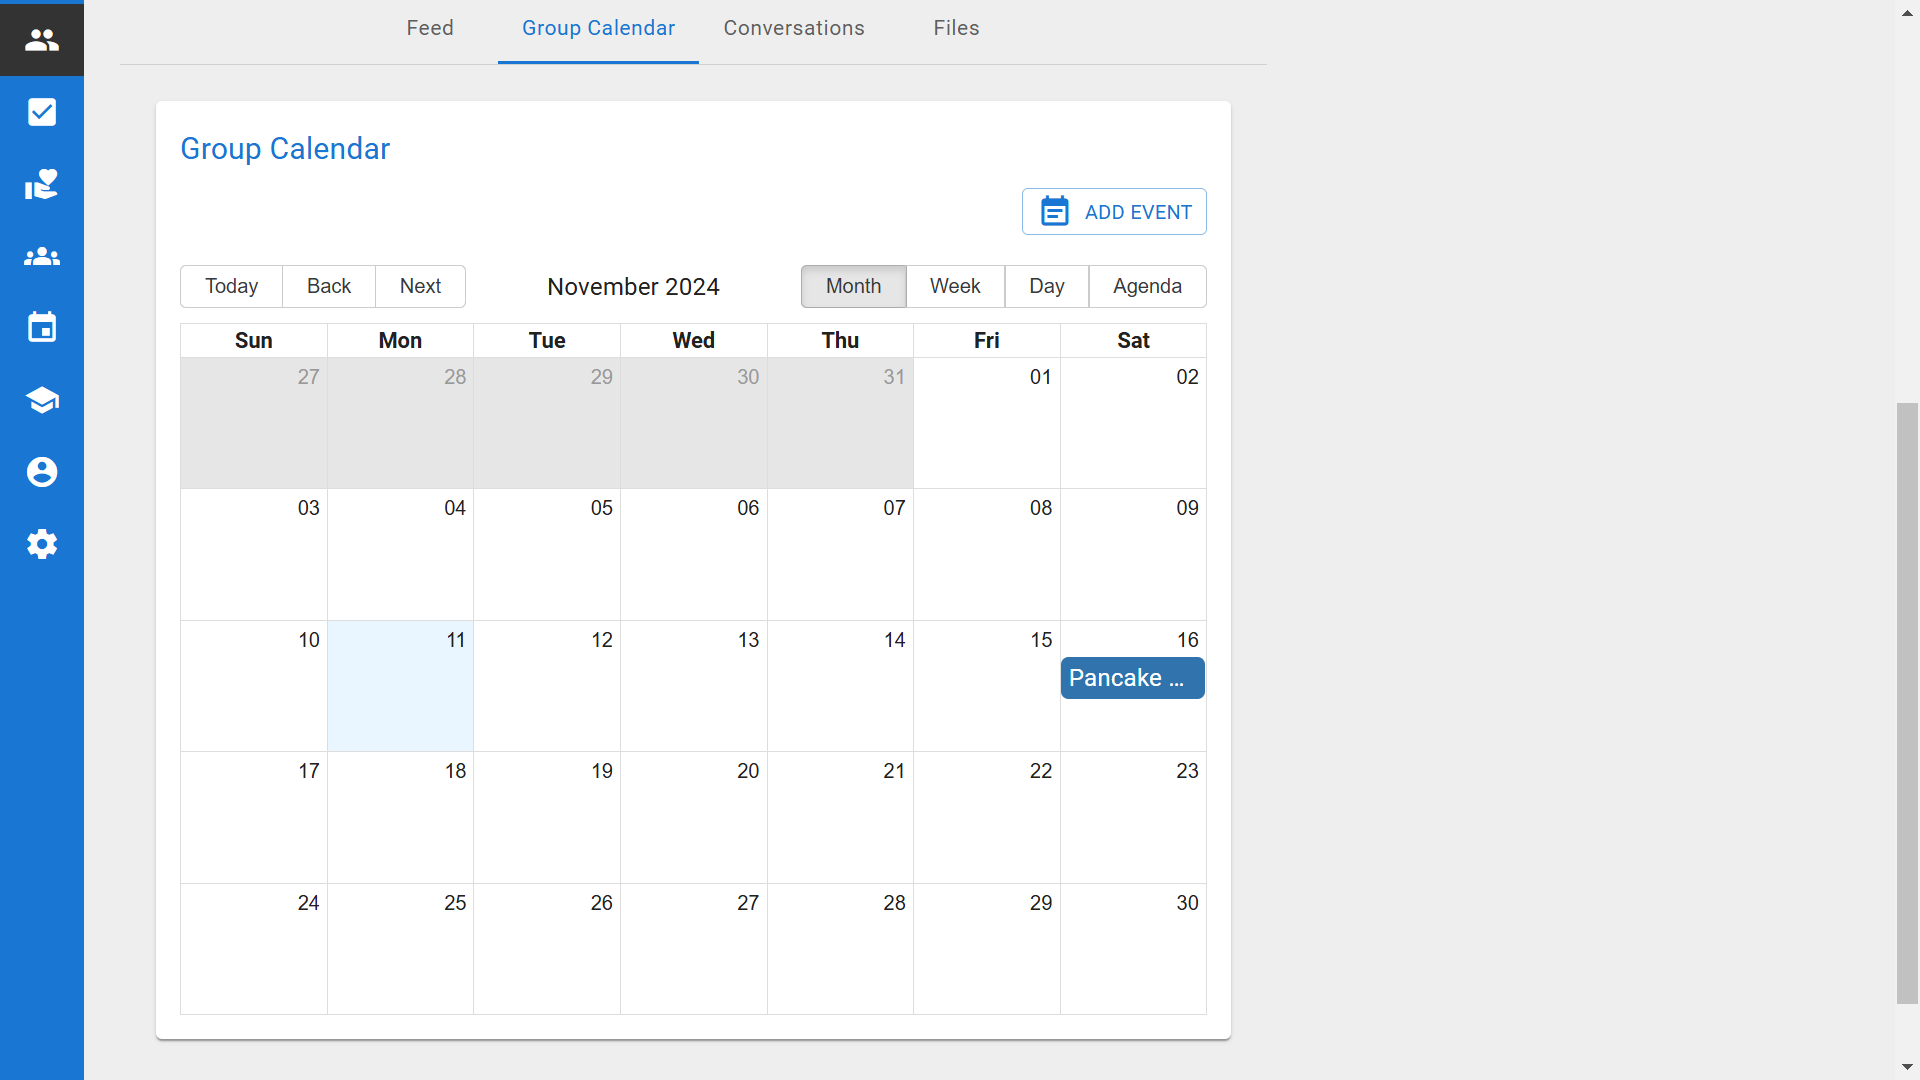 Feed Group Calendar Conversations Files
Group Calendar
ADD EVENT
Today Back Next November 2024 Month Week Day Agenda
Sun Mon Tue Wed Thu Fri Sat
27 28 29 30 31 01 02
03 04 05 06 07 08 09
10 11 12 13 14 15 16
Pancake ...
17 18 19 20 21 22 23
24 25 26 27 28 29 30